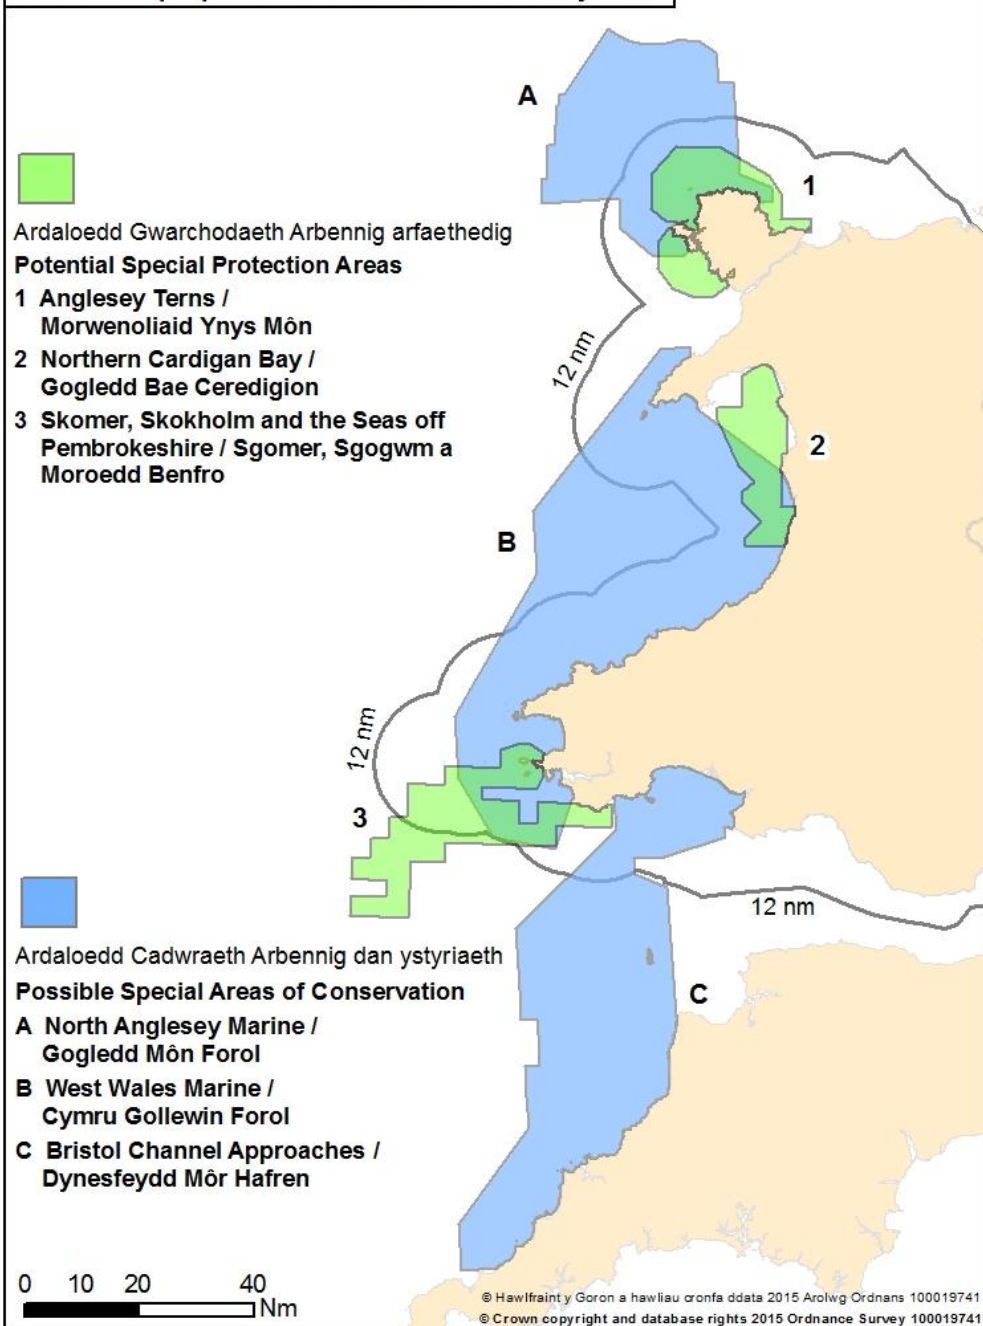 A
1
Ardaloedd Gwarchodaeth Arbennig arfaethedig
Potential Special Protection Areas
1 Anglesey Terns /
Morwenoliaid Ynys Môn
2 Northern Cardigan Bay /
Gogledd Bae Ceredigion
3 Skomer, Skokholm and the Seas off
Pembrokeshire / Sgomer, Sgogwm a
Moroedd Benfro
12 nm
2
B
12 nm
3
12 nm
Ardaloedd Cadwraeth Arbennig dan ystyriaeth
Possible Special Areas of Conservation
A North Anglesey Marine /
Gogledd Môn Forol
B West Wales Marine /
Cymru Gollewin Forol
C Bristol Channel Approaches /
Dynesfeydd Môr Hafren
C
0 10 20 40
Nm
© Hawlfraint y Goron a hawliau cronfa ddata 2015 Arolwg Ordnans 100019741
© Crown copyright and database rights 2015 Ordnance Survey 100019741